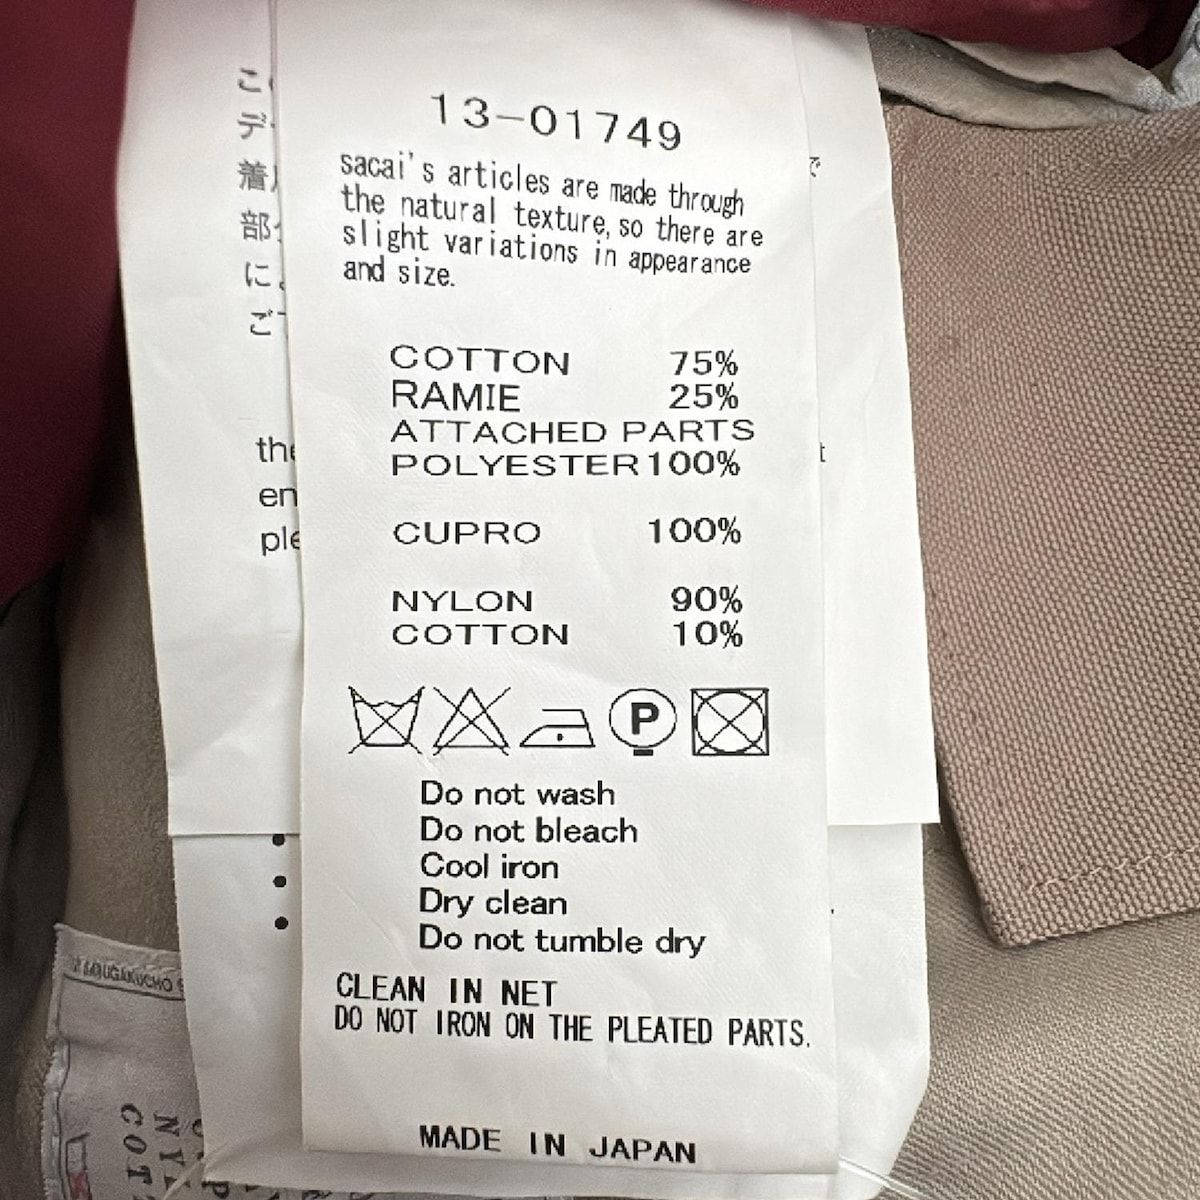 13-01749
sacai's articles are made through
the natural texture, so there are
slight variations in appearance
and size.
COTTON 75%
RAMIE 25%
ATTACHED PARTS
POLYESTER 100%
CUPRO 100%
NYLON 90%
COTTON 10%
P
Do not wash
Do not bleach
Cool iron
Dry clean
Do not tumble dry
CLEAN IN NET
DO NOT IRON ON THE PLEATED PARTS.
MADE IN JAPAN